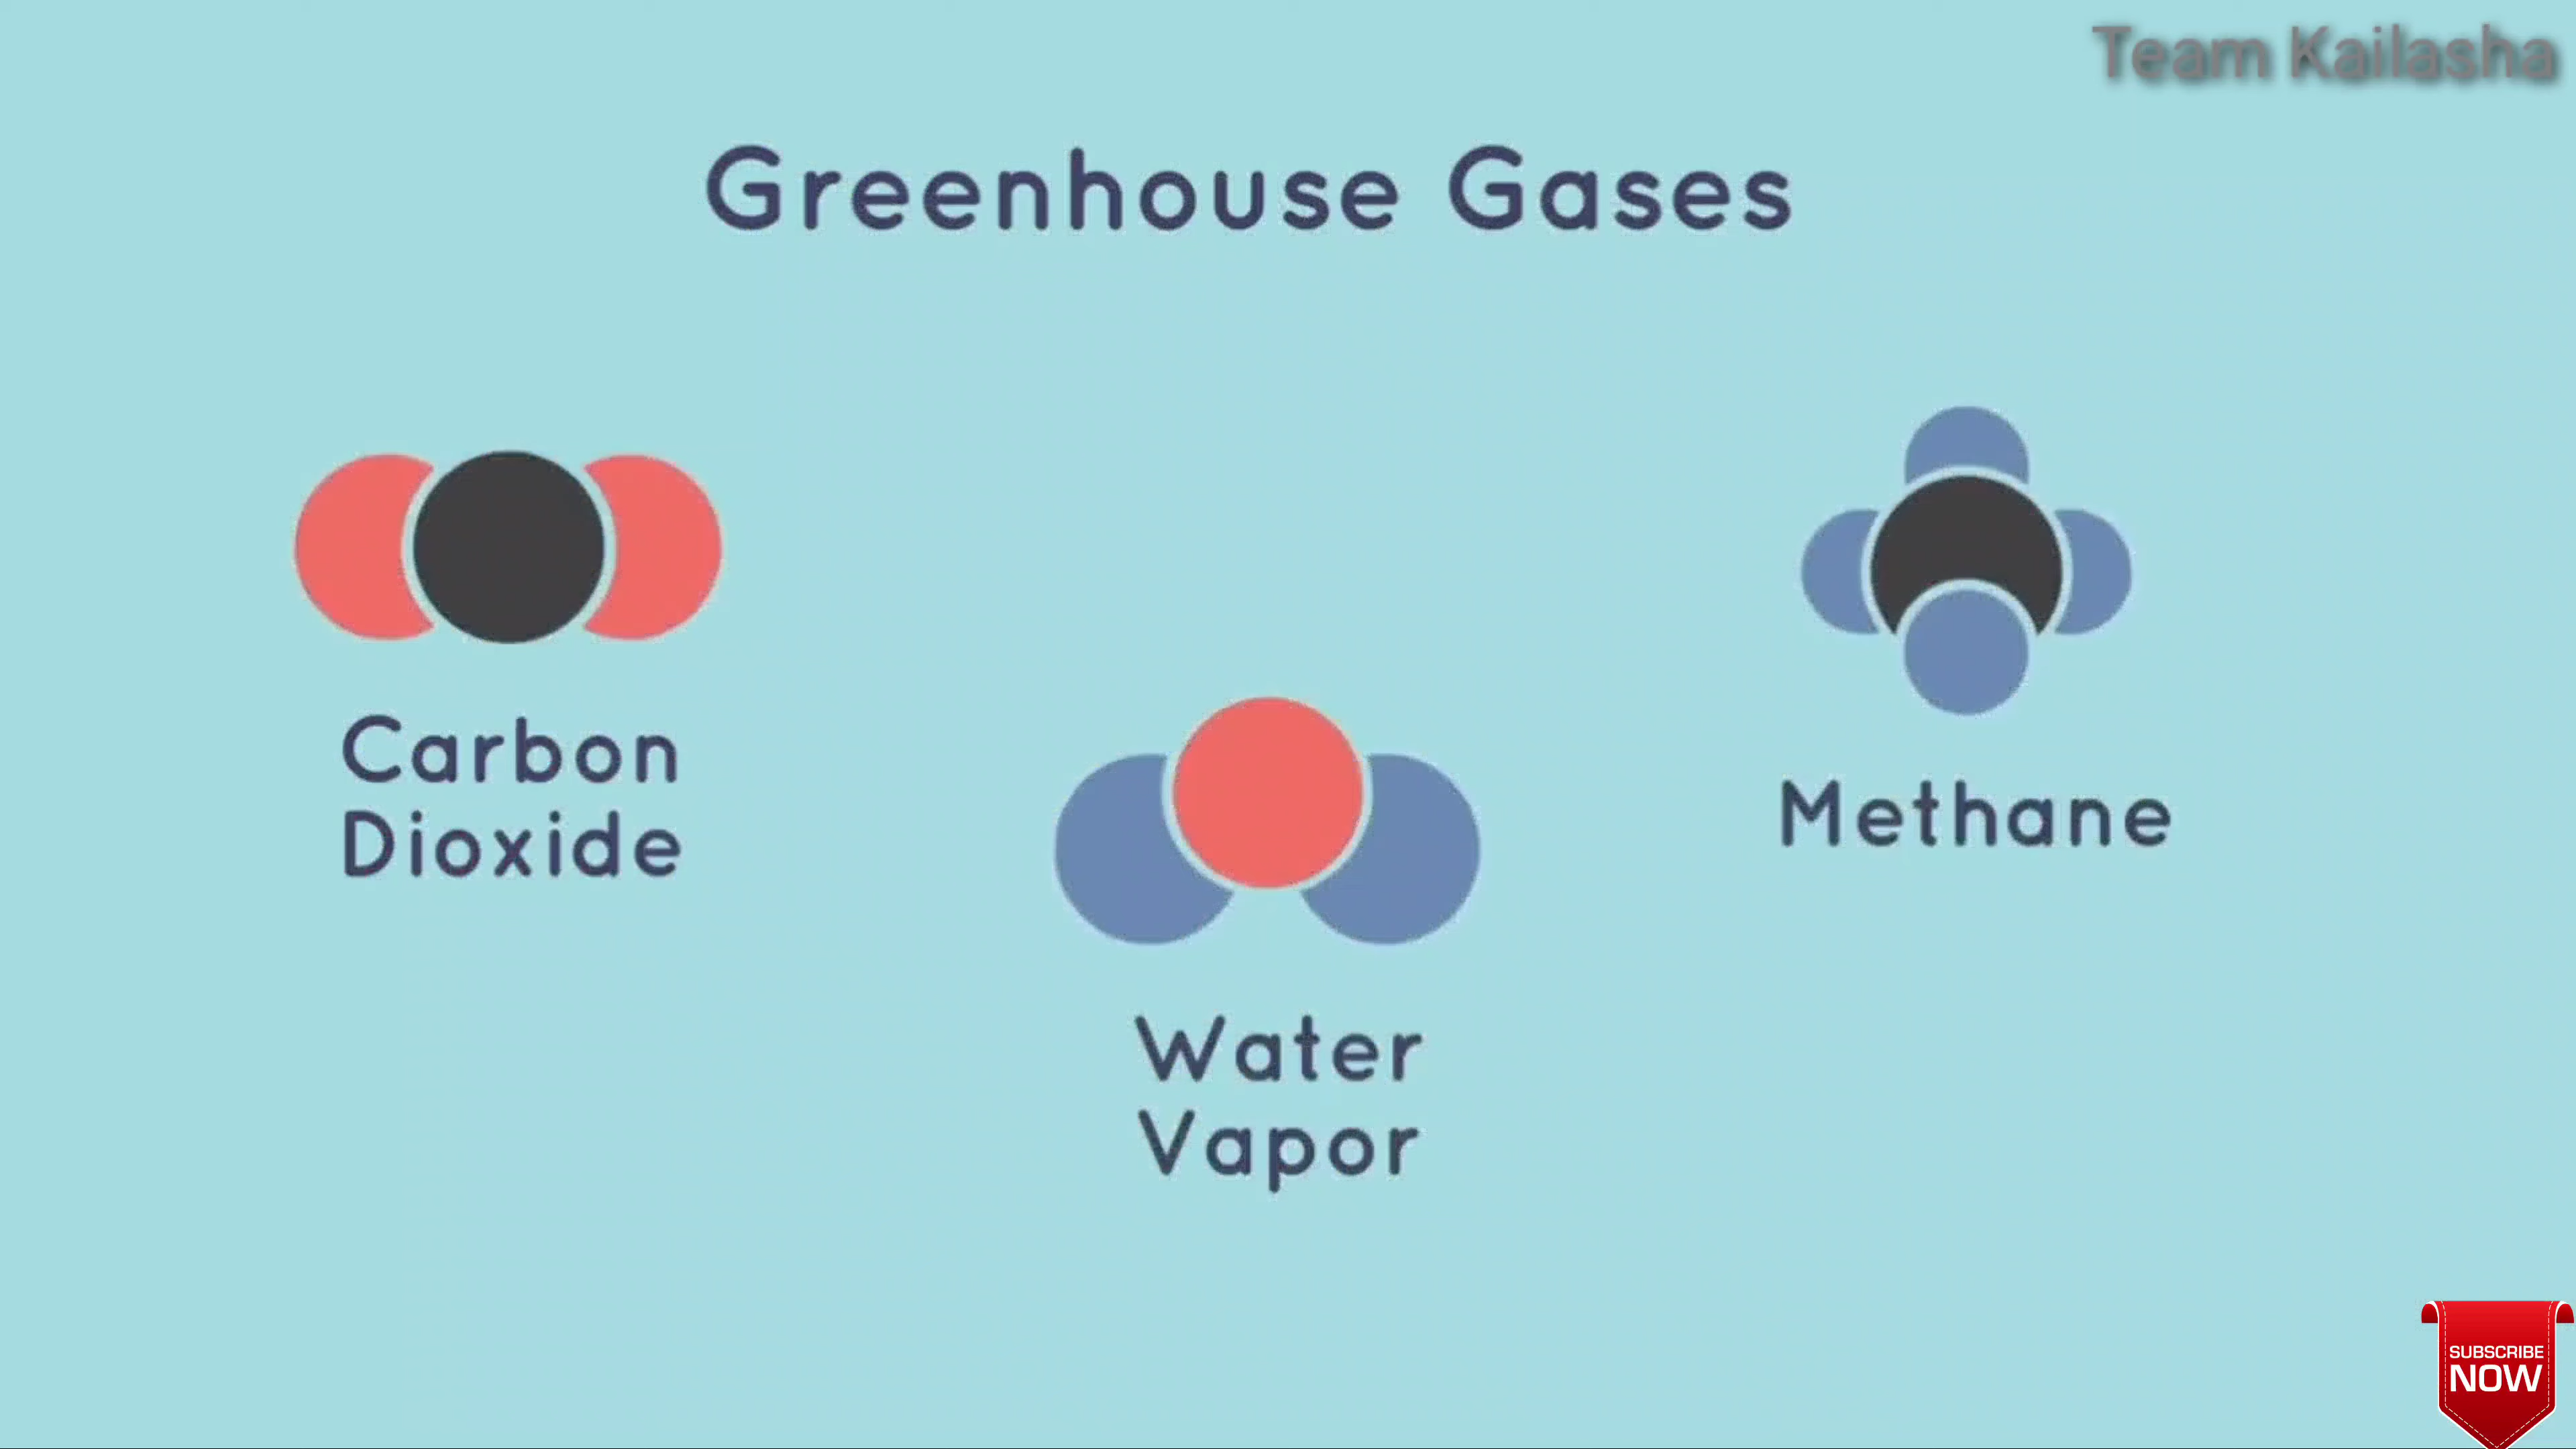 Team Kailasha
Greenhouse Gases
Carbon
Dioxide
Methane
Water
Vapor
SUBSCRIBE
NOW